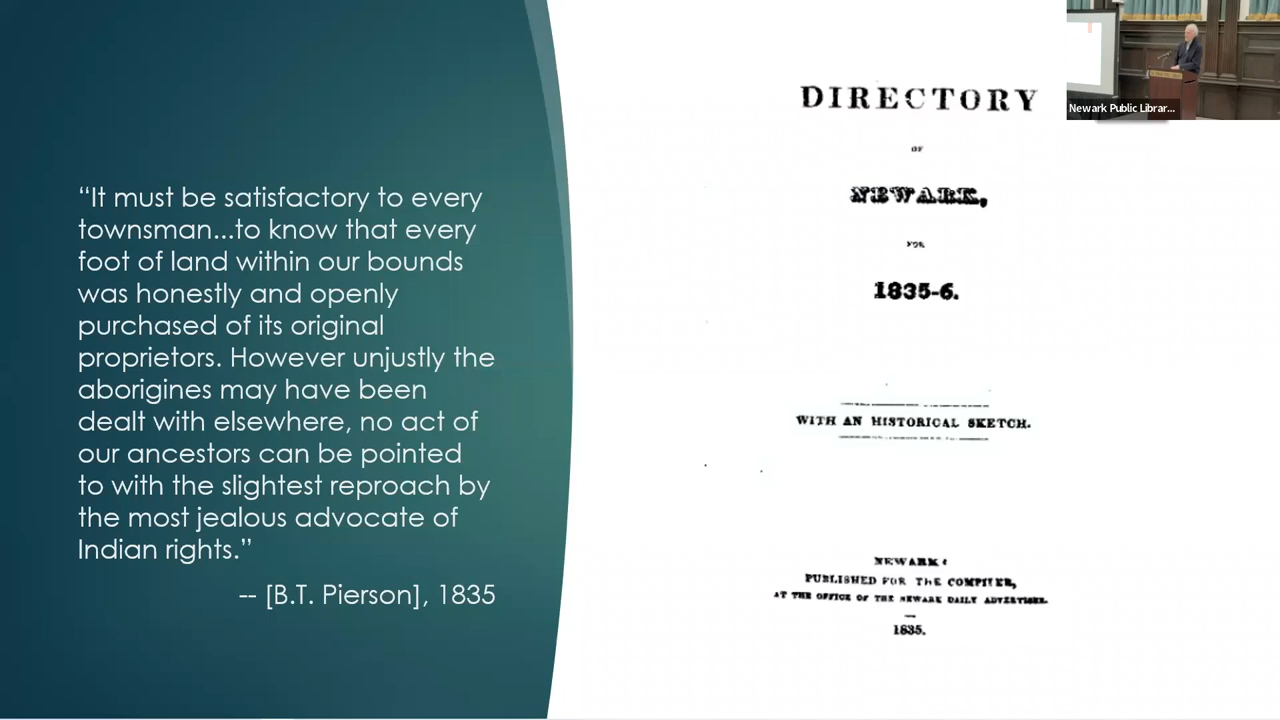 “It must be satisfactory to every
townsman...to know that every
foot of land within our bounds
was honestly and openly
purchased of its original
proprietors. However unjustly the
aborigines may have been
dealt with elsewhere, no act of
our ancestors can be pointed
to with the slightest reproach by
the most jealous advocate of
Indian rights.”
-- [B.T. Pierson], 1835
DIRECTORY
OF
NEWARK,
FOR
1835-6.
WITH AN HISTORICAL SKETCH.
NEWARK:
PUBLISHED FOR THE COMPILER,
AT THE OFFICE OF THE NEWARK DAILY ADVERTISER.
1835.
Newark Public Librar...